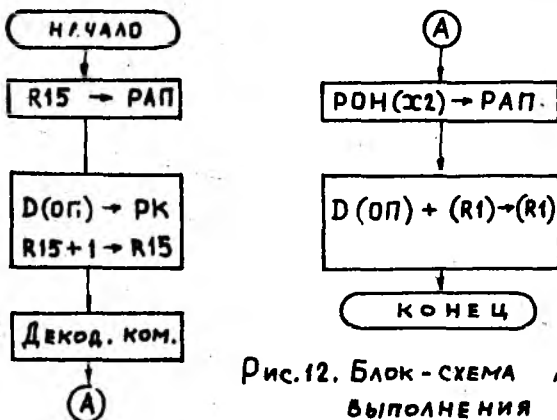 НАЧАЛО
R15 → РАП
D(ОП) → РК
R15+1 → R15
ДЕКОД. КОМ.
А
А
РОН(X2) → РАП.
D(ОП) + (R1)→(R1)
КОНЕЦ
Рис.12. БЛОК-СХЕМА
ВЫПОЛНЕНИЯ